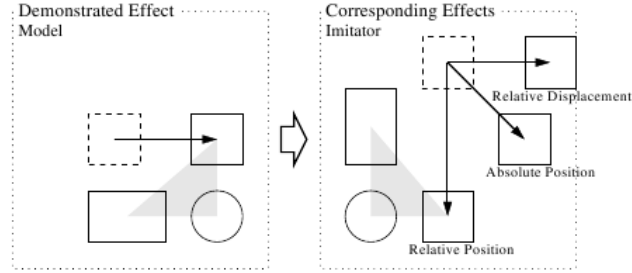 Demonstrated Effect
Model
Corresponding Effects
Imitator
Relative Displacement
Absolute Position
Relative Position